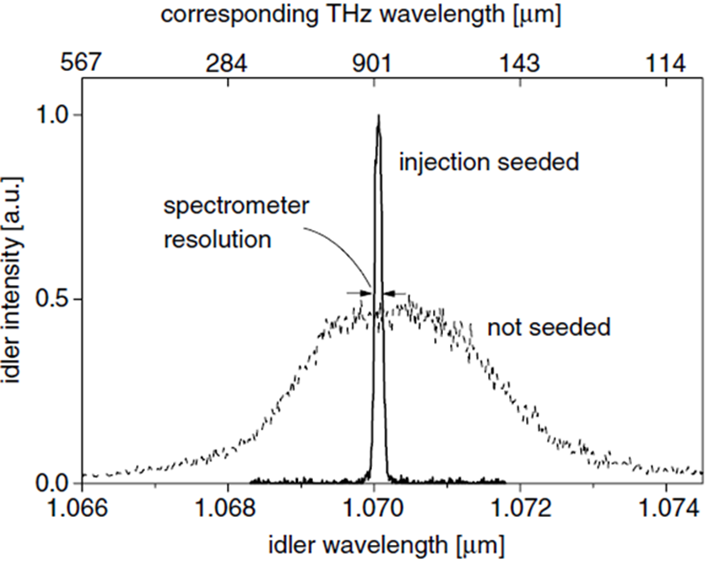 corresponding THz wavelength [μm]
567 284 901 143 114
1.0
injection seeded
spectrometer
resolution
0.5
not seeded
idler intensity [a.u.]
0.0
1.066 1.068 1.070 1.072 1.074
idler wavelength [μm]